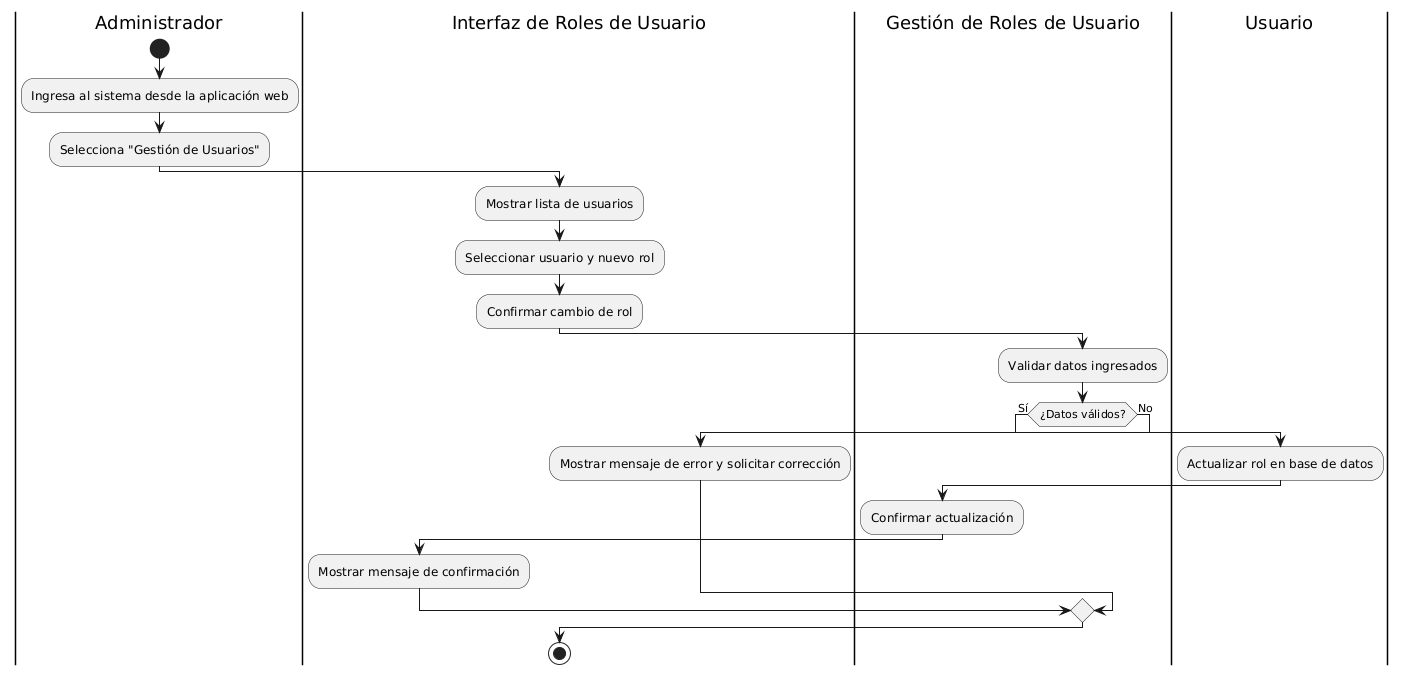 Administrador
Interfaz de Roles de Usuario
Gestión de Roles de Usuario
Usuario
Ingresa al sistema desde la aplicación web
Selecciona "Gestión de Usuarios"
Mostrar lista de usuarios
Seleccionar usuario y nuevo rol
Confirmar cambio de rol
Validar datos ingresados
Sí
¿Datos válidos?
No
Mostrar mensaje de error y solicitar corrección
Actualizar rol en base de datos
Confirmar actualización
Mostrar mensaje de confirmación